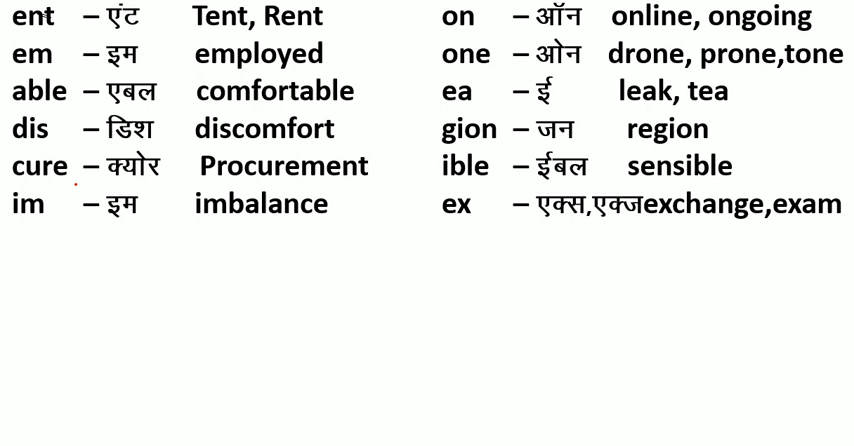 ent – एंट Tent, Rent on – ऑन online, ongoing
em – इम employed one – ओन drone, prone,tone
able – एबल comfortable ea – ई leak, tea
dis – डिश discomfort gion – जन region
cure – क्योर Procurement ible – ईबल sensible
im – इम imbalance ex – एक्स,एक्जexchange,exam